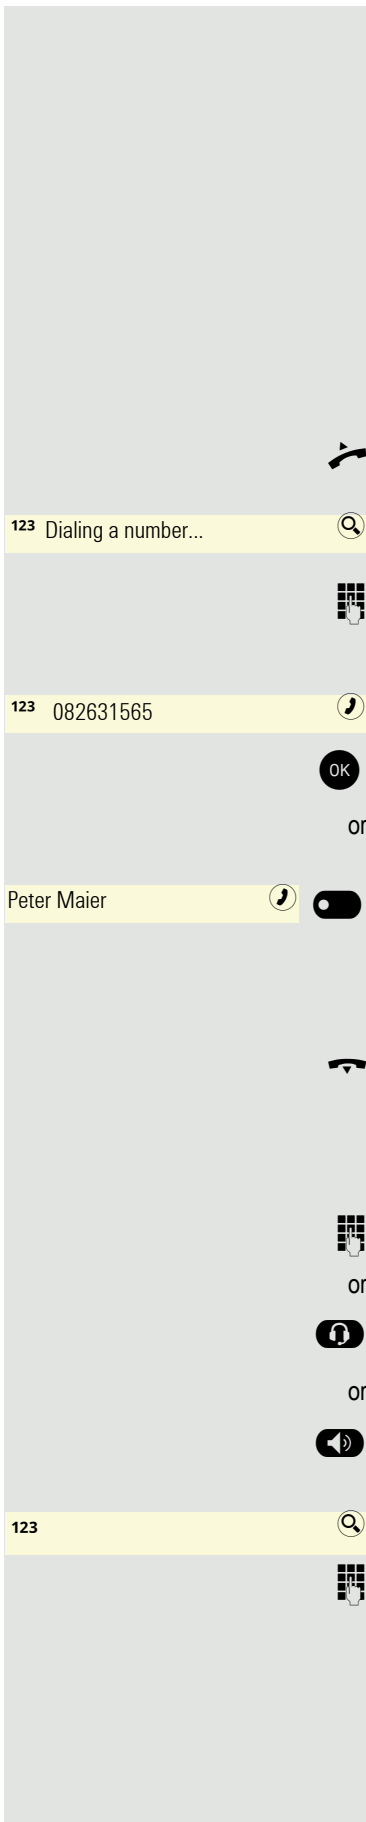 123 Dialing a number...
123 082631565
OK
or
Peter Maier
or
or
123